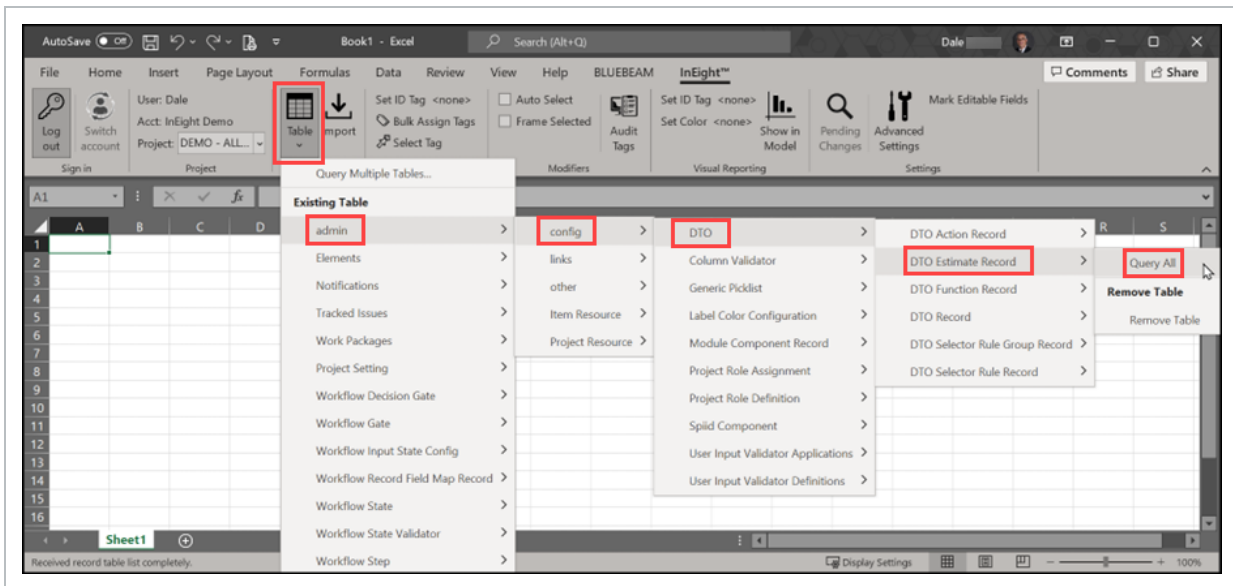 AutoSave Off Book1 - Excel Search (Alt+Q) Dale
File Home Insert Page Layout Formulas Data Review View Help BLUEBEAM InEight™ Comments Share
User: Dale Set ID Tag <none> Auto Select Set ID Tag <none> Mark Editable Fields
Acct: InEight Demo Bulk Assign Tags Frame Selected Set Color <none>
Log out Switch account Project: DEMO - ALL... Table Import Select Tag Audit Tags Show in Model Pending Changes Advanced Settings
Sign in Project Modifiers Visual Reporting Settings
Query Multiple Tables...
A1 fx
Existing Table
A B C D R S
admin config DTO DTO Action Record
Elements links Column Validator DTO Estimate Record Query All
Notifications other Generic Picklist DTO Function Record Remove Table
Tracked Issues Item Resource Label Color Configuration DTO Record Remove Table
Work Packages Project Resource Module Component Record DTO Selector Rule Group Record
Project Setting Project Role Assignment DTO Selector Rule Record
Workflow Decision Gate Project Role Definition
Workflow Gate Spiid Component
Workflow Input State Config User Input Validator Applications
Workflow Record Field Map Record User Input Validator Definitions
Workflow State
Workflow State Validator
Workflow Step
1
2
3
4
5
6
7
8
9
10
11
12
13
14
15
16
Sheet1
Received record table list completely. Display Settings 100%